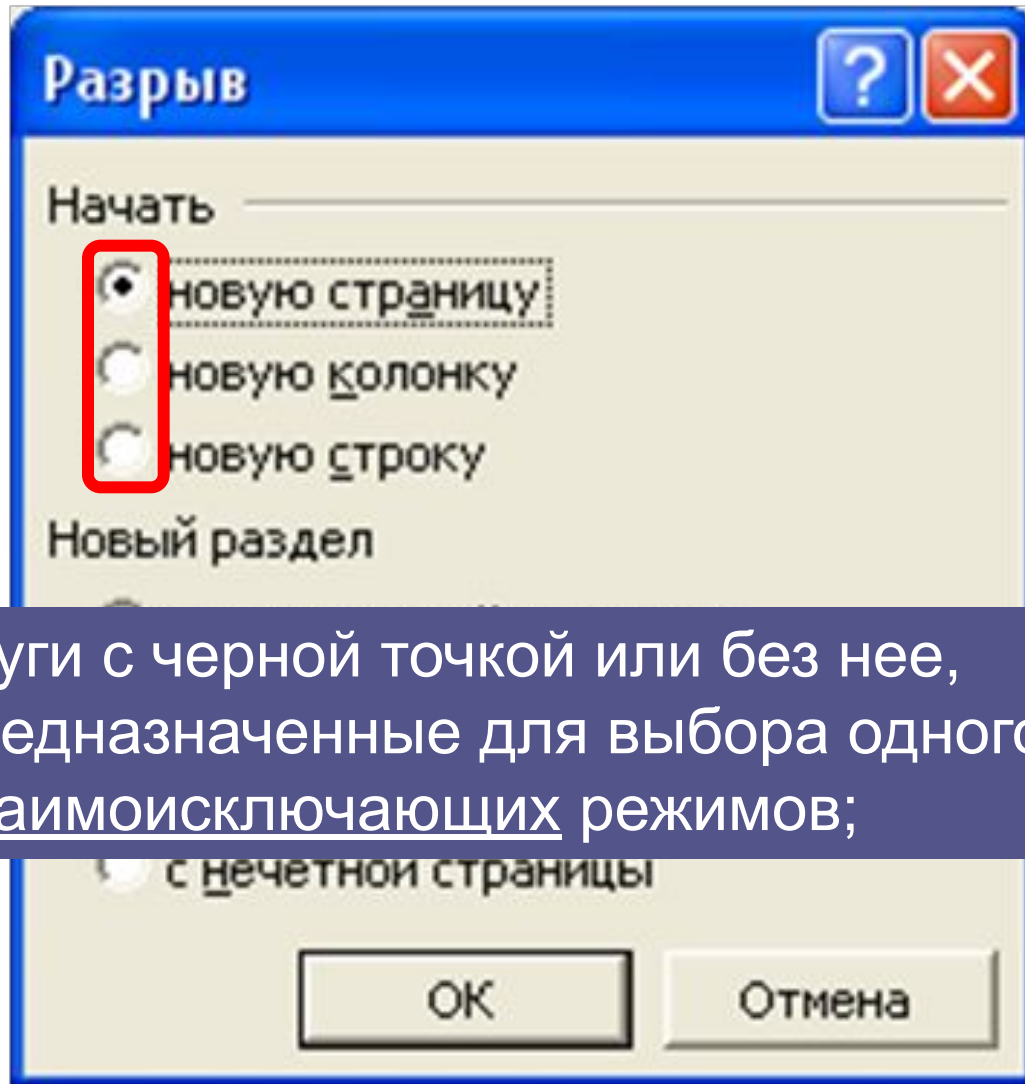 Разрыв
Начать
новую страницу
новую колонку
новую строку
Новый раздел
уги с черной точкой или без нее,
едназначенные для выбора одного
аимоисключающих режимов;
с нечетной страницы
ОК
Отмена